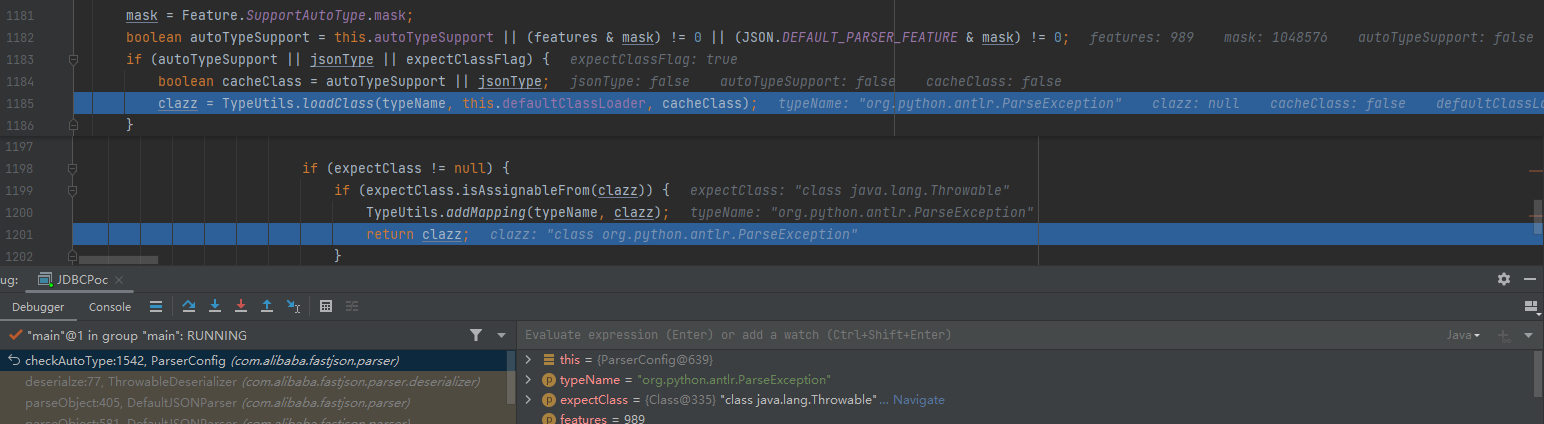 1181 mask = Feature.SupportAutoType.mask;
1182 boolean autoTypeSupport = this.autoTypeSupport || (features & mask) != 0 || (JSON.DEFAULT_PARSER_FEATURE & mask) != 0; features: 989 mask: 1048576 autoTypeSupport: false
1183 if (autoTypeSupport || jsonType || expectClassFlag) { expectClassFlag: true
1184 boolean cacheClass = autoTypeSupport || jsonType; jsonType: false autoTypeSupport: false cacheClass: false
1185 clazz = TypeUtils.loadClass(typeName, this.defaultClassLoader, cacheClass); typeName: "org.python.antlr.ParseException" clazz: null cacheClass: false defaultClassLo
1186 }
1197
1198 if (expectClass != null) {
1199 if (expectClass.isAssignableFrom(clazz)) { expectClass: "class java.lang.Throwable"
1200 TypeUtils.addMapping(typeName, clazz); typeName: "org.python.antlr.ParseException"
1201 return clazz; clazz: "class org.python.antlr.ParseException"
1202 }
ug: JDBCPoc
Debugger Console
"main"@1 in group "main": RUNNING
Evaluate expression (Enter) or add a watch (Ctrl+Shift+Enter) Java
checkAutoType:1542, ParserConfig (com.alibaba.fastjson.parser)
this = {ParserConfig@639}
deserialze:77, ThrowableDeserializer (com.alibaba.fastjson.parser.deserializer)
typeName = "org.python.antlr.ParseException"
parseObject:405, DefaultJSONParser (com.alibaba.fastjson.parser)
expectClass = {Class@335} "class java.lang.Throwable" ... Navigate
parseObject:581, DefaultJSONParser (com.alibaba.fastjson.parser)
features = 989